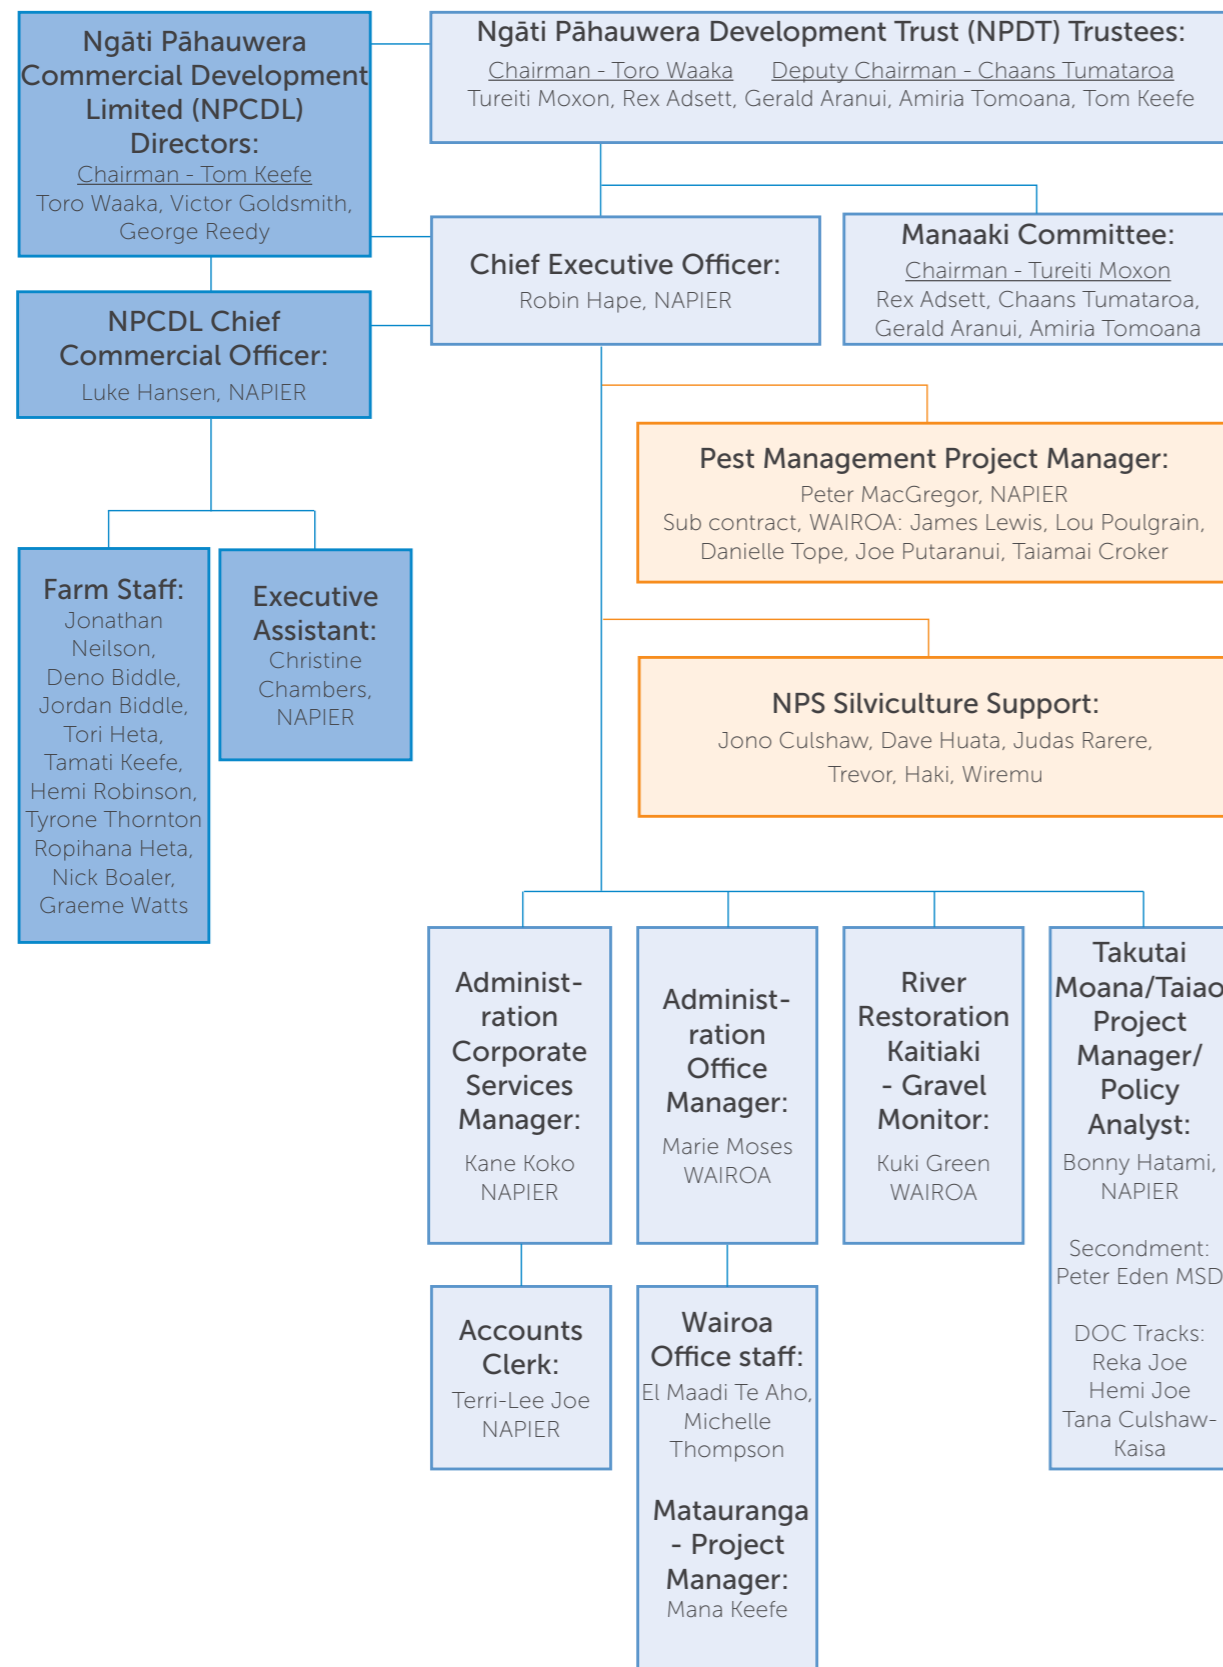 Ngāti Pāhauwera
Commercial Development
Limited (NPCDL)
Directors:
Chairman - Tom Keefe
Toro Waaka, Victor Goldsmith,
George Reedy
Ngāti Pāhauwera Development Trust (NPDT) Trustees:
Chairman - Toro Waaka Deputy Chairman - Chaans Tumataroa
Tureiti Moxon, Rex Adsett, Gerald Aranui, Amiria Tomoana, Tom Keefe
Chief Executive Officer:
Robin Hape, NAPIER
Manaaki Committee:
Chairman - Tureiti Moxon
Rex Adsett, Chaans Tumataroa,
Gerald Aranui, Amiria Tomoana
NPCDL Chief
Commercial Officer:
Luke Hansen, NAPIER
Pest Management Project Manager:
Peter MacGregor, NAPIER
Sub contract, WAIROA: James Lewis, Lou Poulgrain,
Danielle Tope, Joe Putaranui, Taiamai Croker
Farm Staff:
Jonathan
Neilson,
Deno Biddle,
Jordan Biddle,
Tori Heta,
Tamati Keefe,
Hemi Robinson,
Tyrone Thornton
Ropihana Heta,
Nick Boaler,
Graeme Watts
Executive
Assistant:
Christine
Chambers,
NAPIER
NPS Silviculture Support:
Jono Culshaw, Dave Huata, Judas Rarere,
Trevor, Haki, Wiremu
Administ-
ration
Corporate
Services
Manager:
Kane Koko
NAPIER
Administ-
ration
Office
Manager:
Marie Moses
WAIROA
River
Restoration
Kaitiaki
- Gravel
Monitor:
Kuki Green
WAIROA
Takutai
Moana/Taiao
Project
Manager/
Policy
Analyst:
Bonny Hatami,
NAPIER
Secondment:
Peter Eden MSD
DOC Tracks:
Reka Joe
Hemi Joe
Tana Culshaw-
Kaisa
Accounts
Clerk:
Terri-Lee Joe
NAPIER
Wairoa
Office staff:
El Maadi Te Aho,
Michelle
Thompson
Matauranga
- Project
Manager:
Mana Keefe